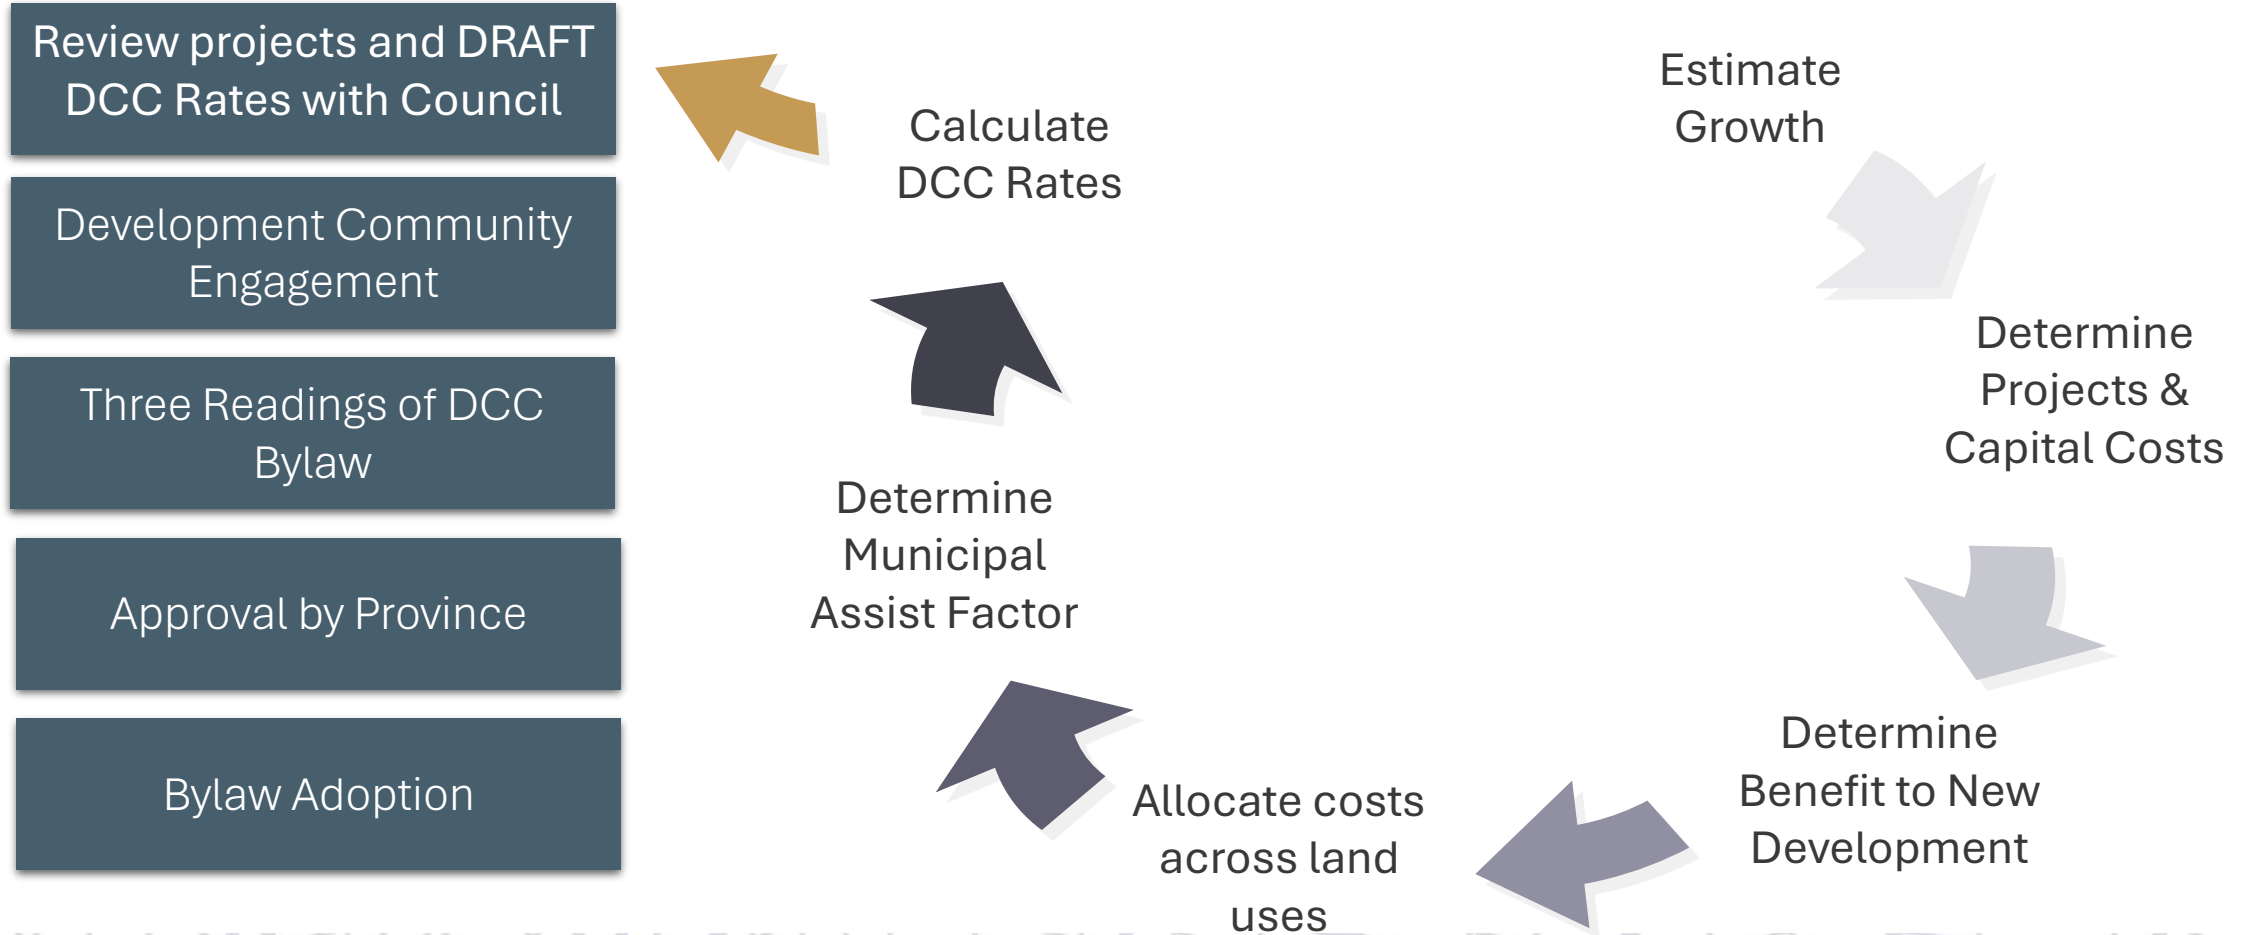 Review projects and DRAFT
DCC Rates with Council
Development Community
Engagement
Three Readings of DCC
Bylaw
Approval by Province
Bylaw Adoption
Estimate
Growth
Determine
Projects &
Capital Costs
Determine
Benefit to New
Development
Allocate costs
across land
uses
Determine
Municipal
Assist Factor
Calculate
DCC Rates